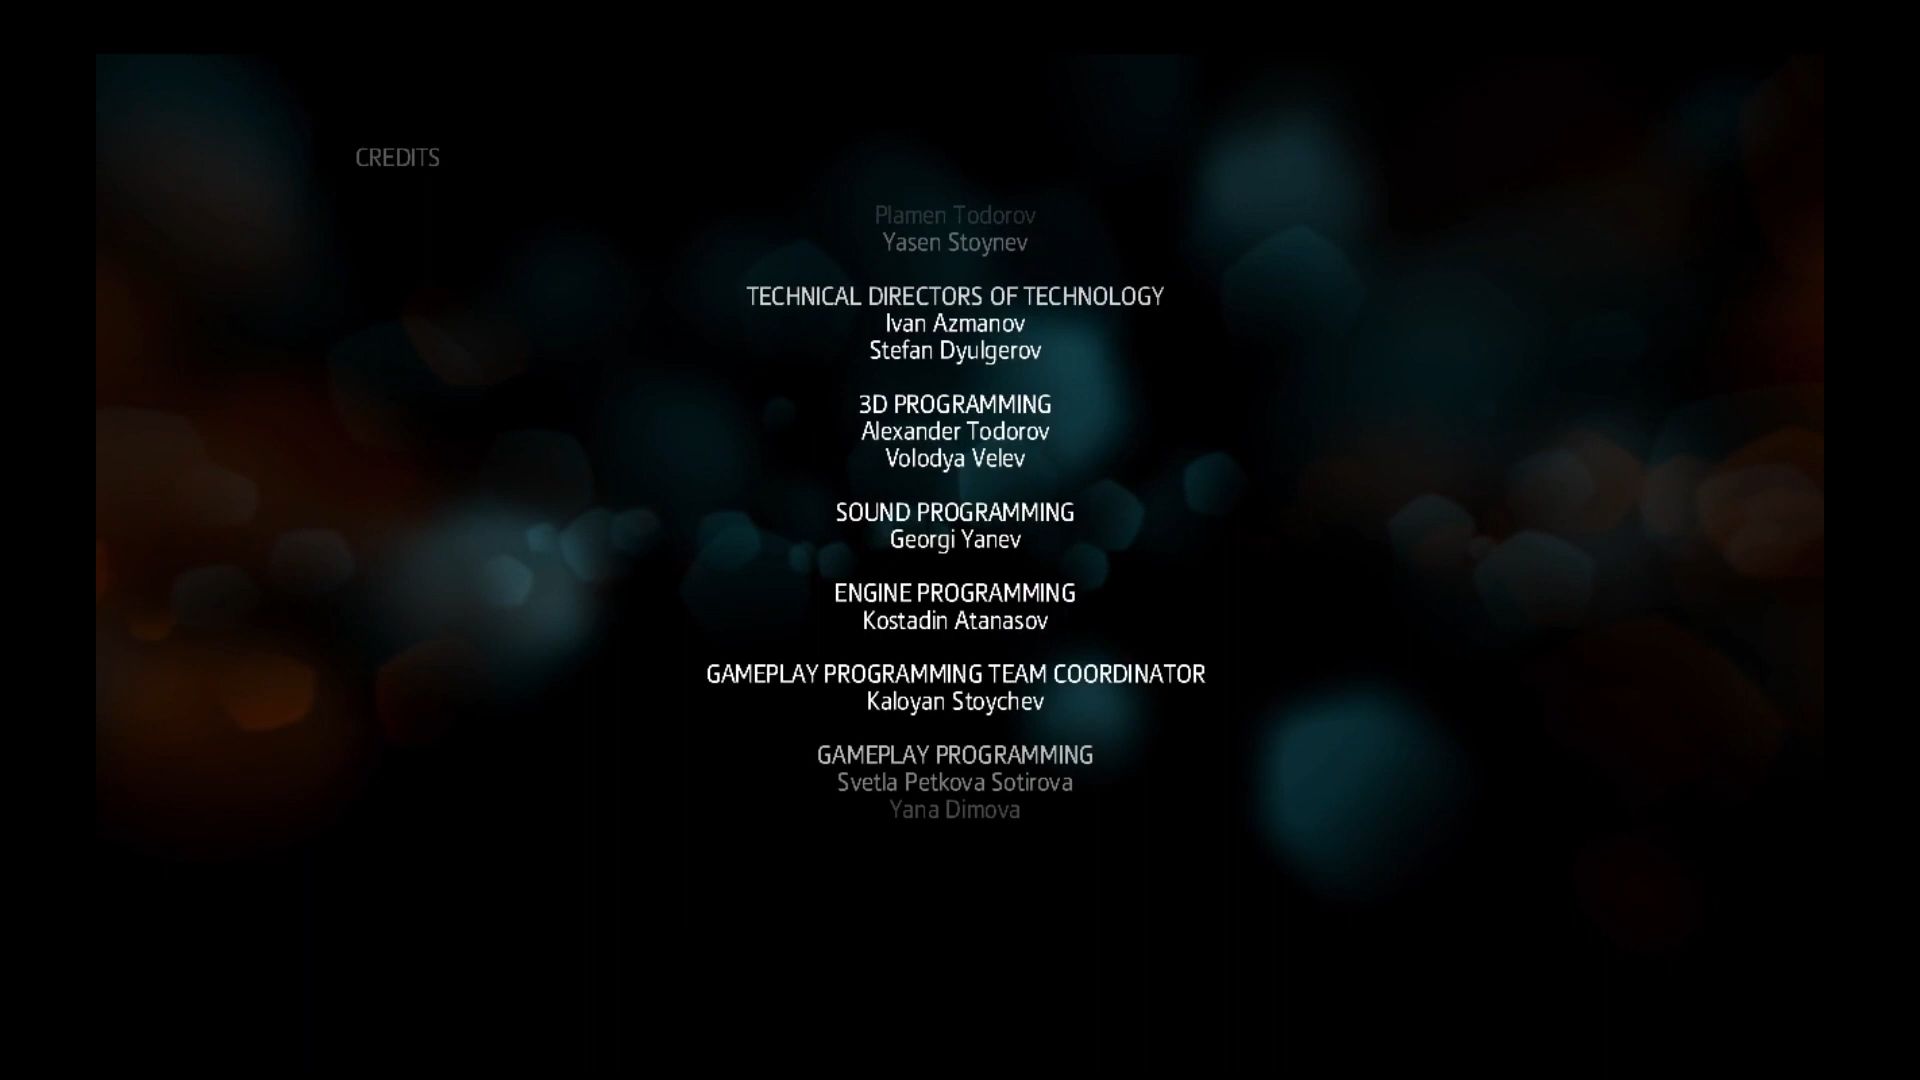 CREDITS
Plamen Todorov
Yasen Stoynev
TECHNICAL DIRECTORS OF TECHNOLOGY
Ivan Azmanov
Stefan Dyulgerov
3D PROGRAMMING
Alexander Todorov
Volodya Velev
SOUND PROGRAMMING
Georgi Yanev
ENGINE PROGRAMMING
Kostadin Atanasov
GAMEPLAY PROGRAMMING TEAM COORDINATOR
Kaloyan Stoychev
GAMEPLAY PROGRAMMING
Svetla Petkova Sotirova
Yana Dimova